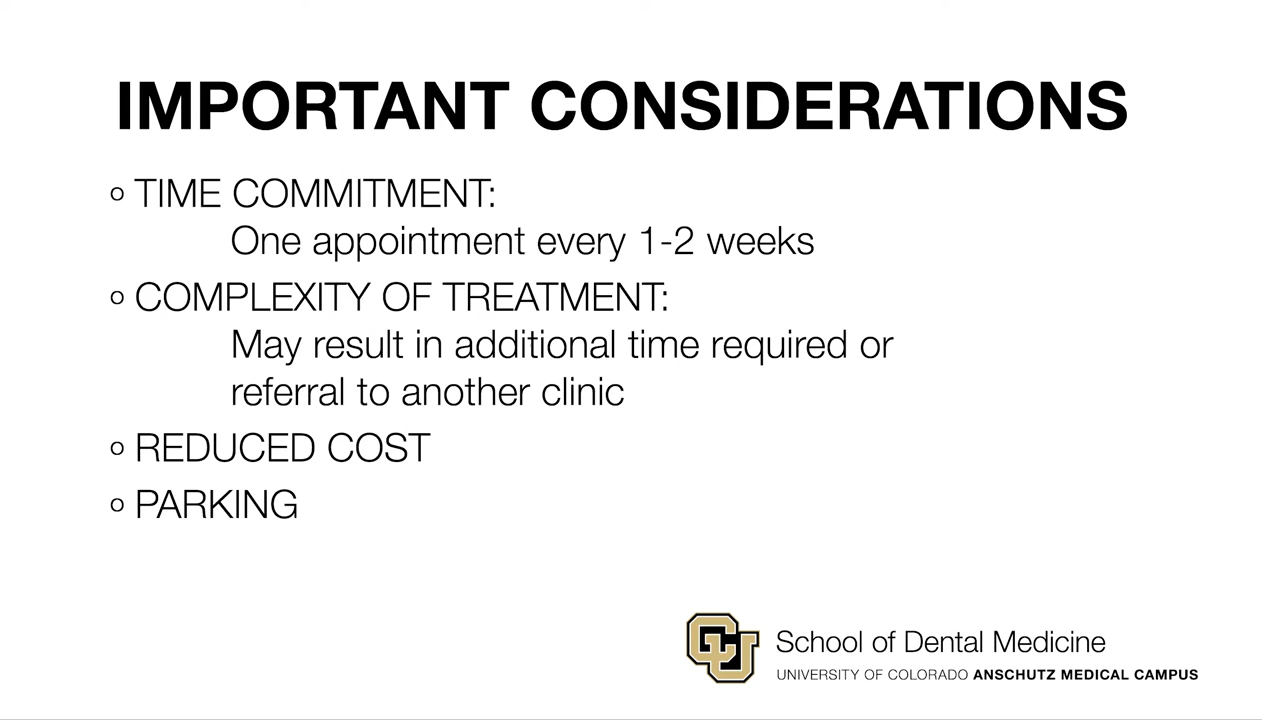 IMPORTANT CONSIDERATIONS
o TIME COMMITMENT:
One appointment every 1-2 weeks
o COMPLEXITY OF TREATMENT:
May result in additional time required or
referral to another clinic
o REDUCED COST
o PARKING
CU
School of Dental Medicine
UNIVERSITY OF COLORADO ANSCHUTZ MEDICAL CAMPUS